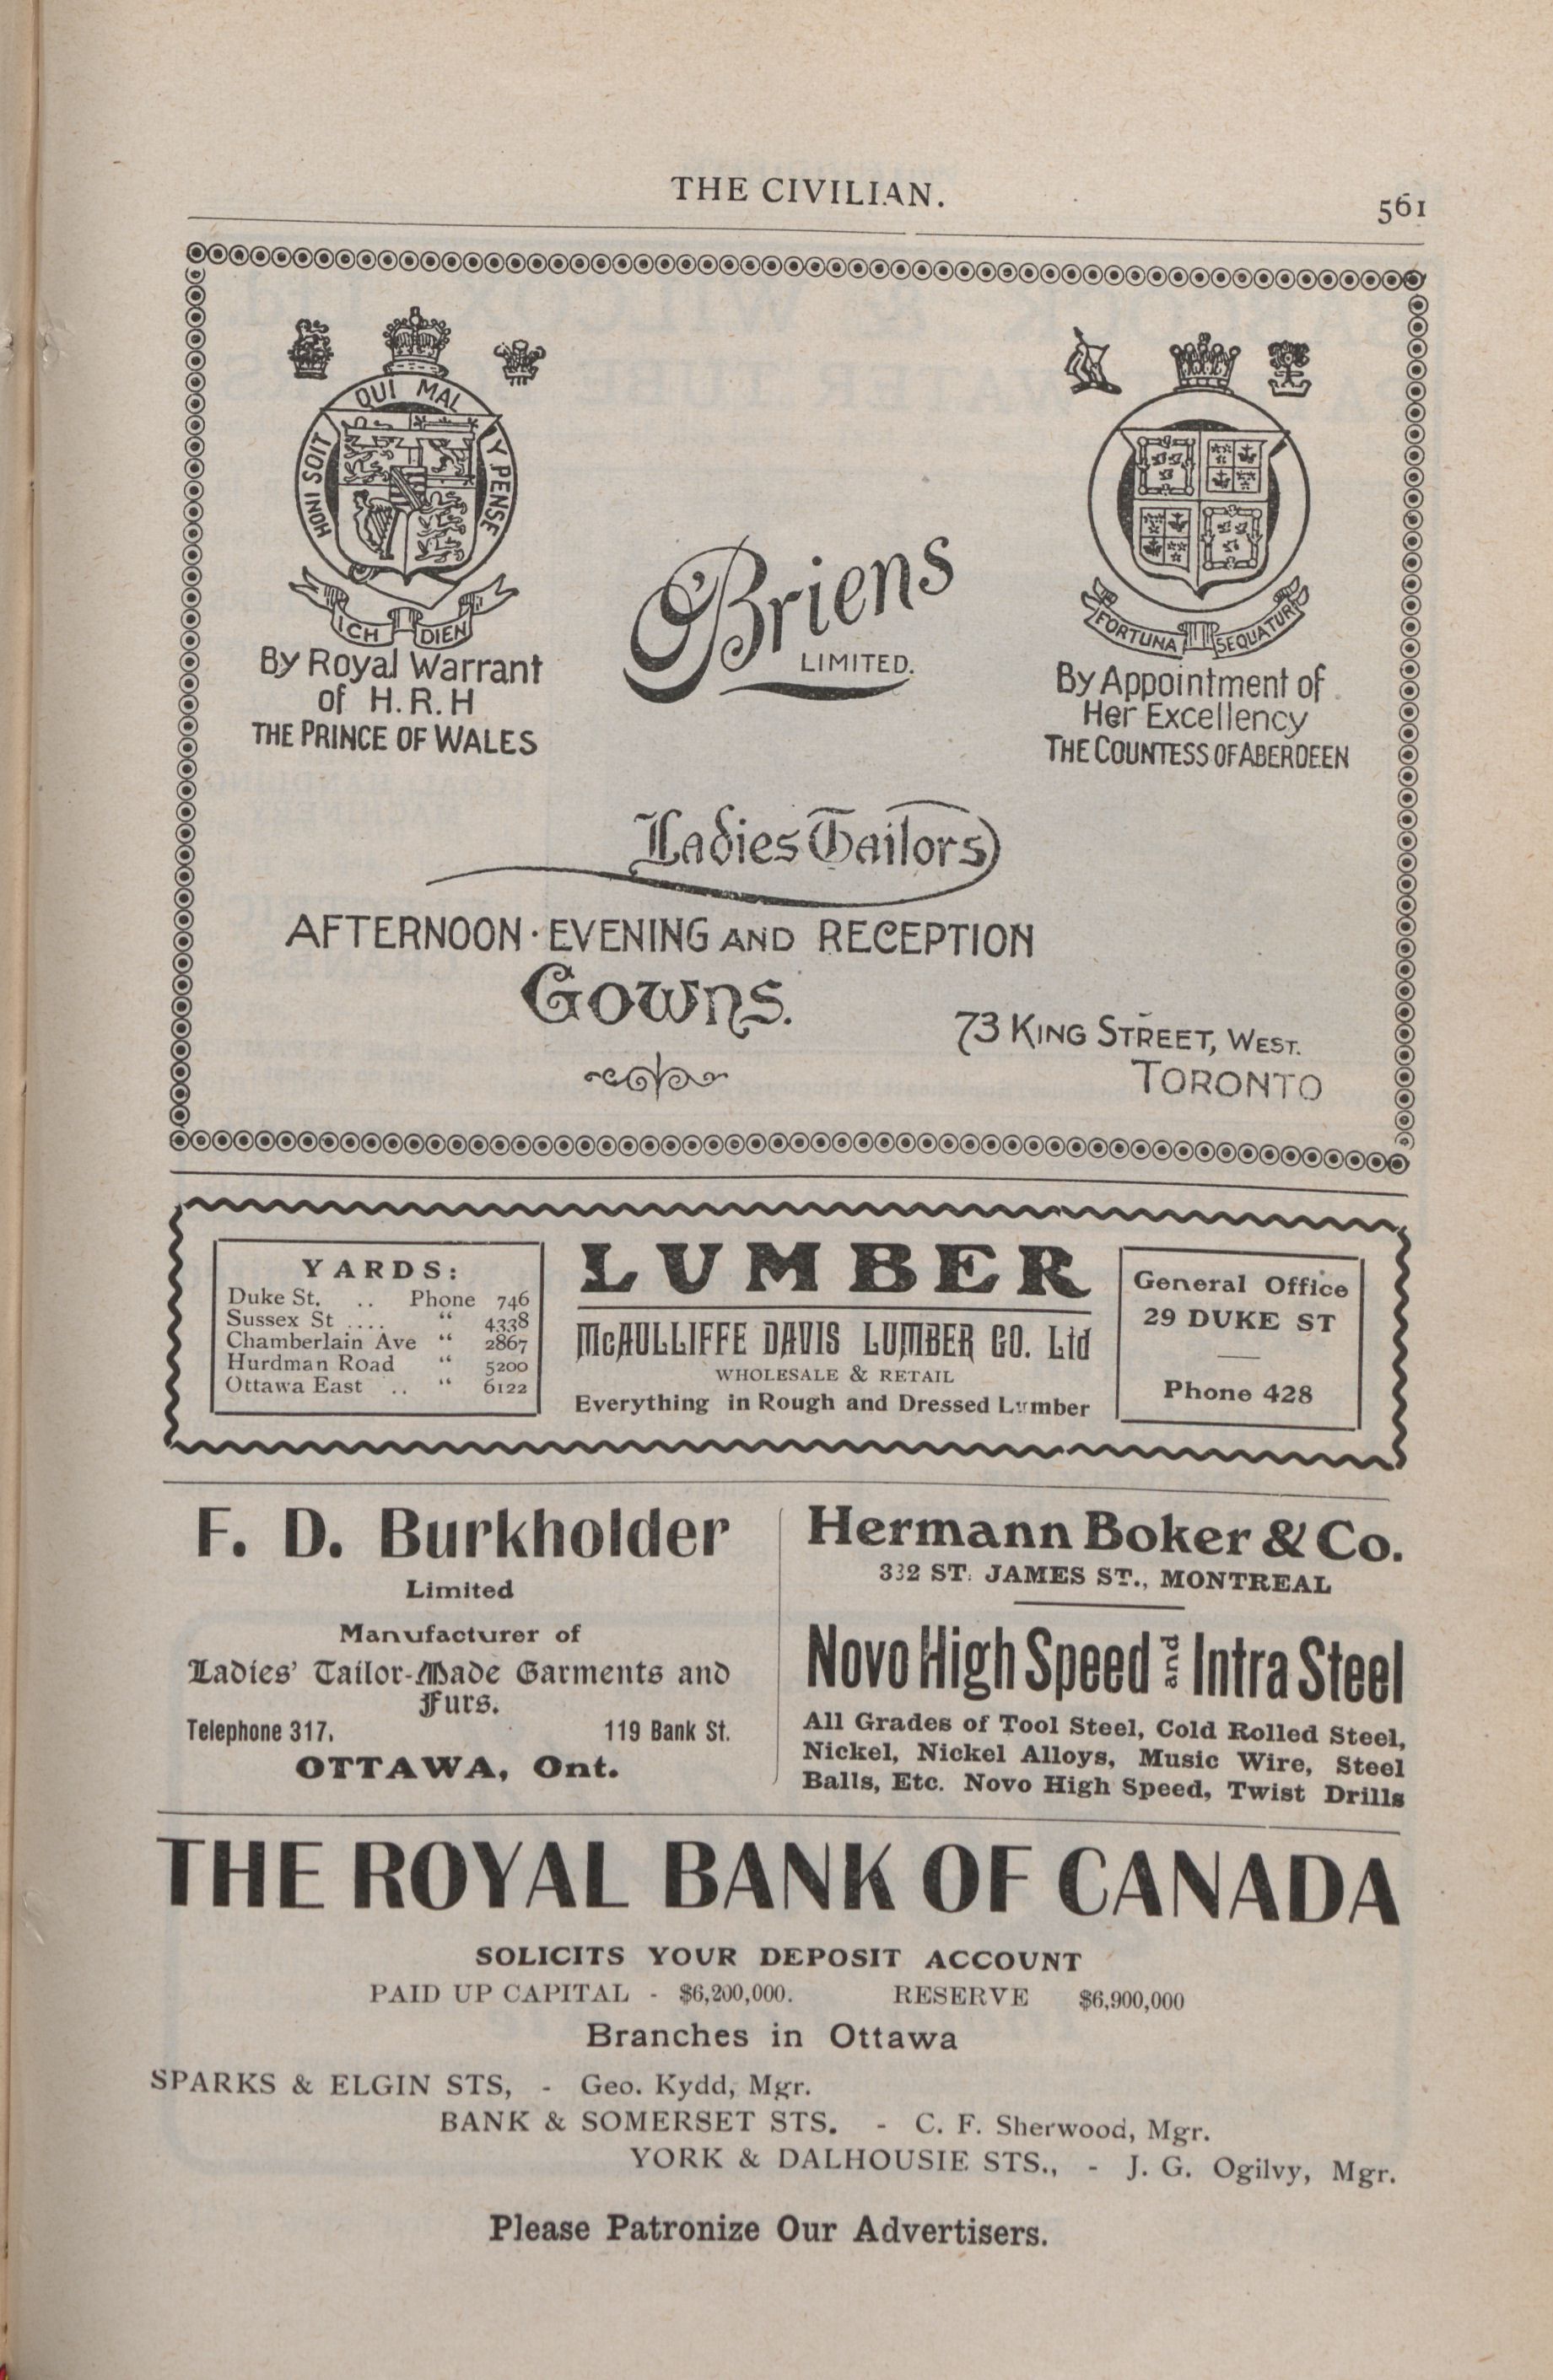 THE CIVILIAN.
561
HONI SOIT QUI MAL Y PENSE
ICH DIEN
By Royal Warrant
of H.R.H
THE PRINCE OF WALES
O'Briens
LIMITED.
FORTUNA SEQUATUR
By Appointment of
Her Excellency
THE COUNTESS OF ABERDEEN
Ladies Tailors
AFTERNOON · EVENING AND RECEPTION
GOWNS.
73 KING STREET, WEST.
TORONTO
YARDS:
Duke St. .. Phone 746
Sussex St .... “ 4338
Chamberlain Ave “ 2867
Hurdman Road “ 5200
Ottawa East .. “ 6122
LUMBER
McAULLIFFE DAVIS LUMBER CO. Ltd
WHOLESALE & RETAIL
Everything in Rough and Dressed Lumber
General Office
29 DUKE ST
Phone 428
F. D. Burkholder
Limited
Manufacturer of
Ladies' Tailor-Made Garments and
Furs.
Telephone 317, 119 Bank St.
OTTAWA, Ont.
Hermann Boker & Co.
332 ST. JAMES ST., MONTREAL
Novo High Speed and Intra Steel
All Grades of Tool Steel, Cold Rolled Steel,
Nickel, Nickel Alloys, Music Wire, Steel
Balls, Etc. Novo High Speed, Twist Drills
THE ROYAL BANK OF CANADA
SOLICITS YOUR DEPOSIT ACCOUNT
PAID UP CAPITAL - $6,200,000. RESERVE $6,900,000
Branches in Ottawa
SPARKS & ELGIN STS, - Geo. Kydd, Mgr.
BANK & SOMERSET STS. - C. F. Sherwood, Mgr.
YORK & DALHOUSIE STS., - J. G. Ogilvy, Mgr.
Please Patronize Our Advertisers.